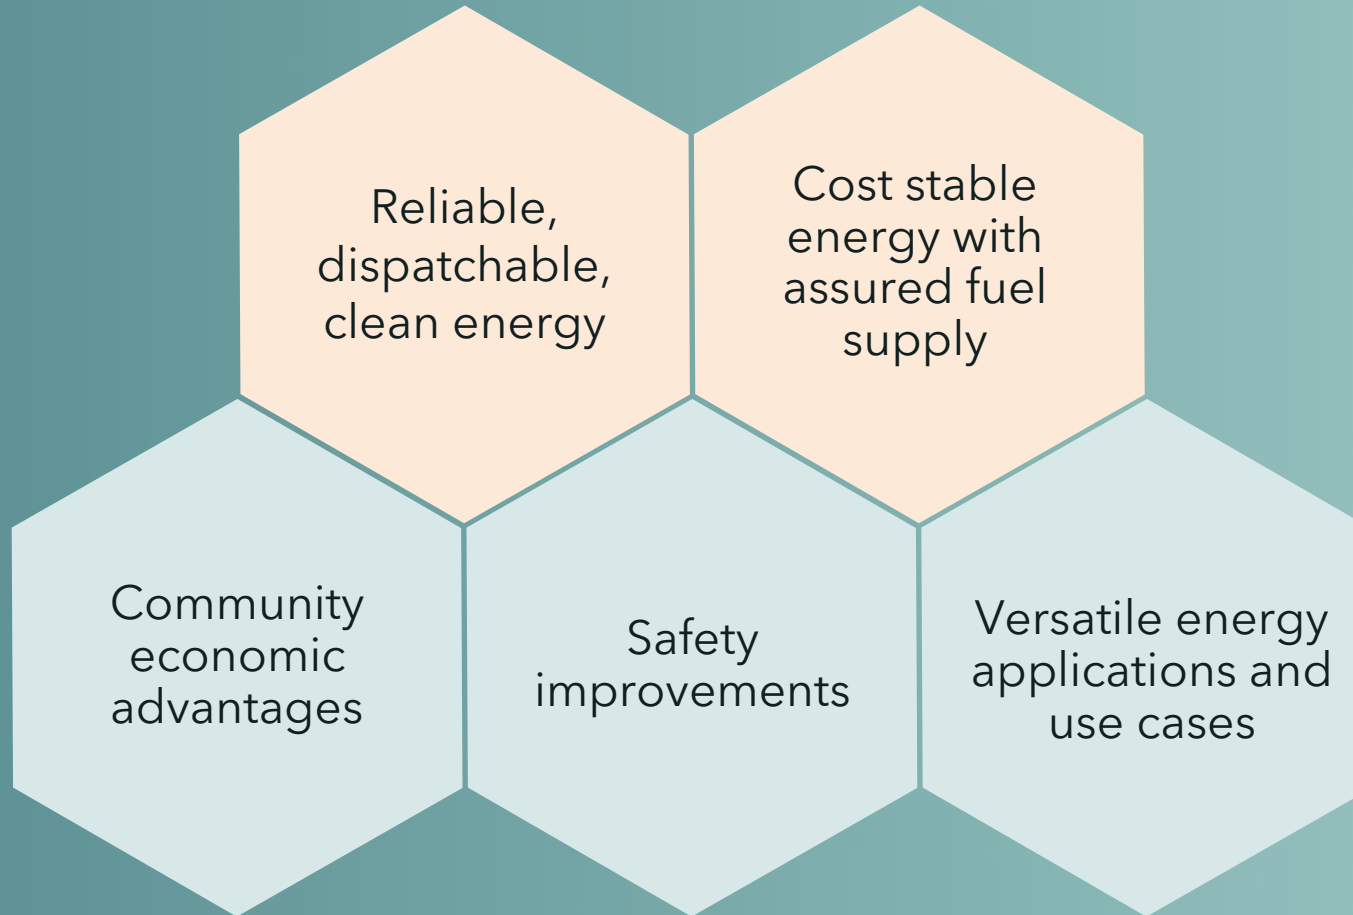 Reliable,
dispatchable,
clean energy
Cost stable
energy with
assured fuel
supply
Community
economic
advantages
Safety
improvements
Versatile energy
applications and
use cases